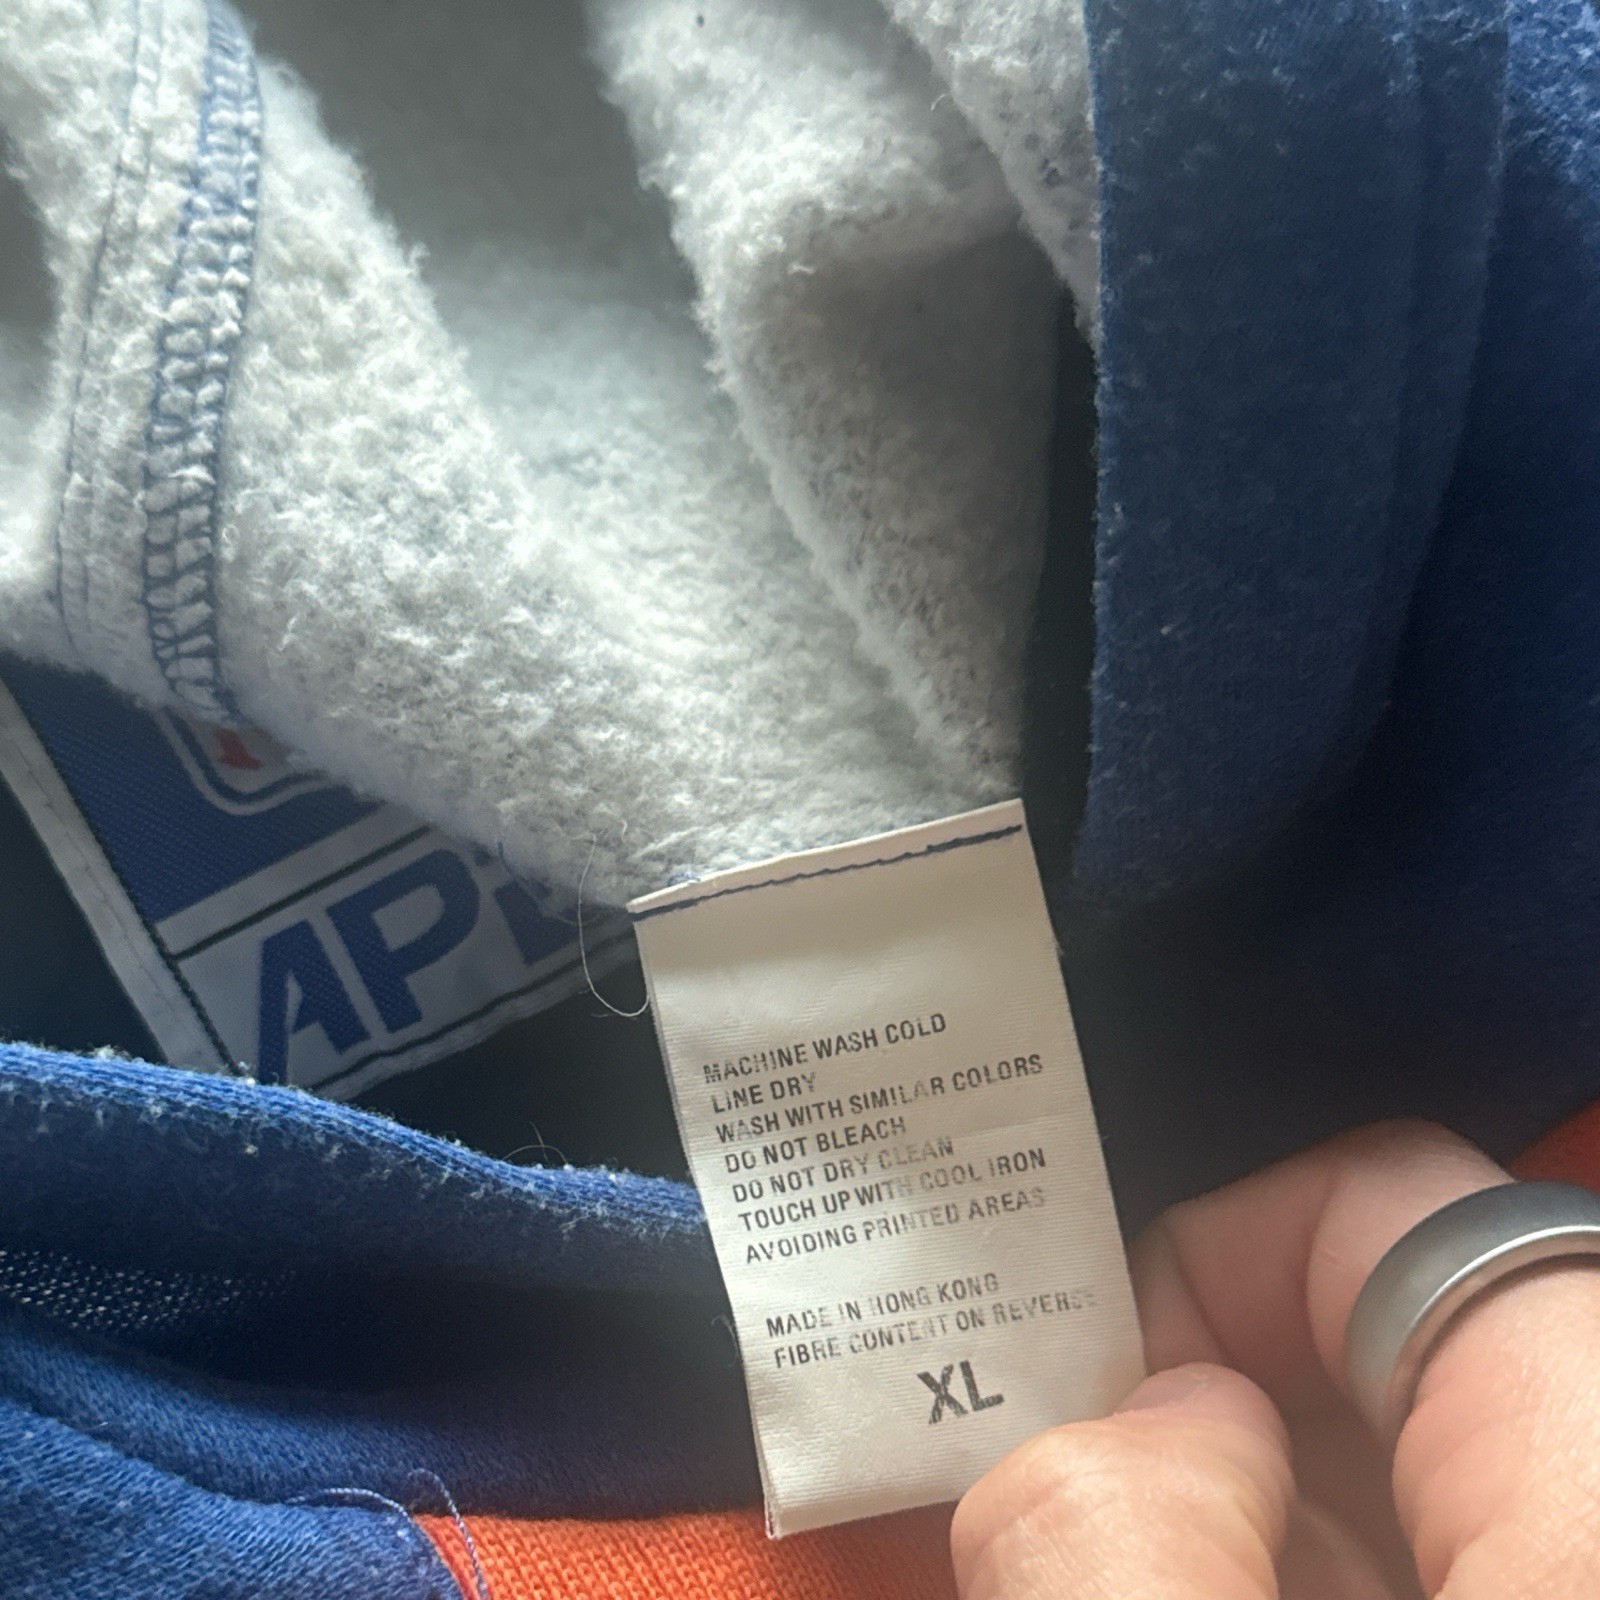 AP
MACHINE WASH COLD
LINE DRY
WASH WITH SIMILAR COLORS
DO NOT BLEACH
DO NOT DRY CLEAN
TOUCH UP WITH COOL IRON
AVOIDING PRINTED AREAS
MADE IN HONG KONG
FIBRE CONTENT ON REVERSE
XL